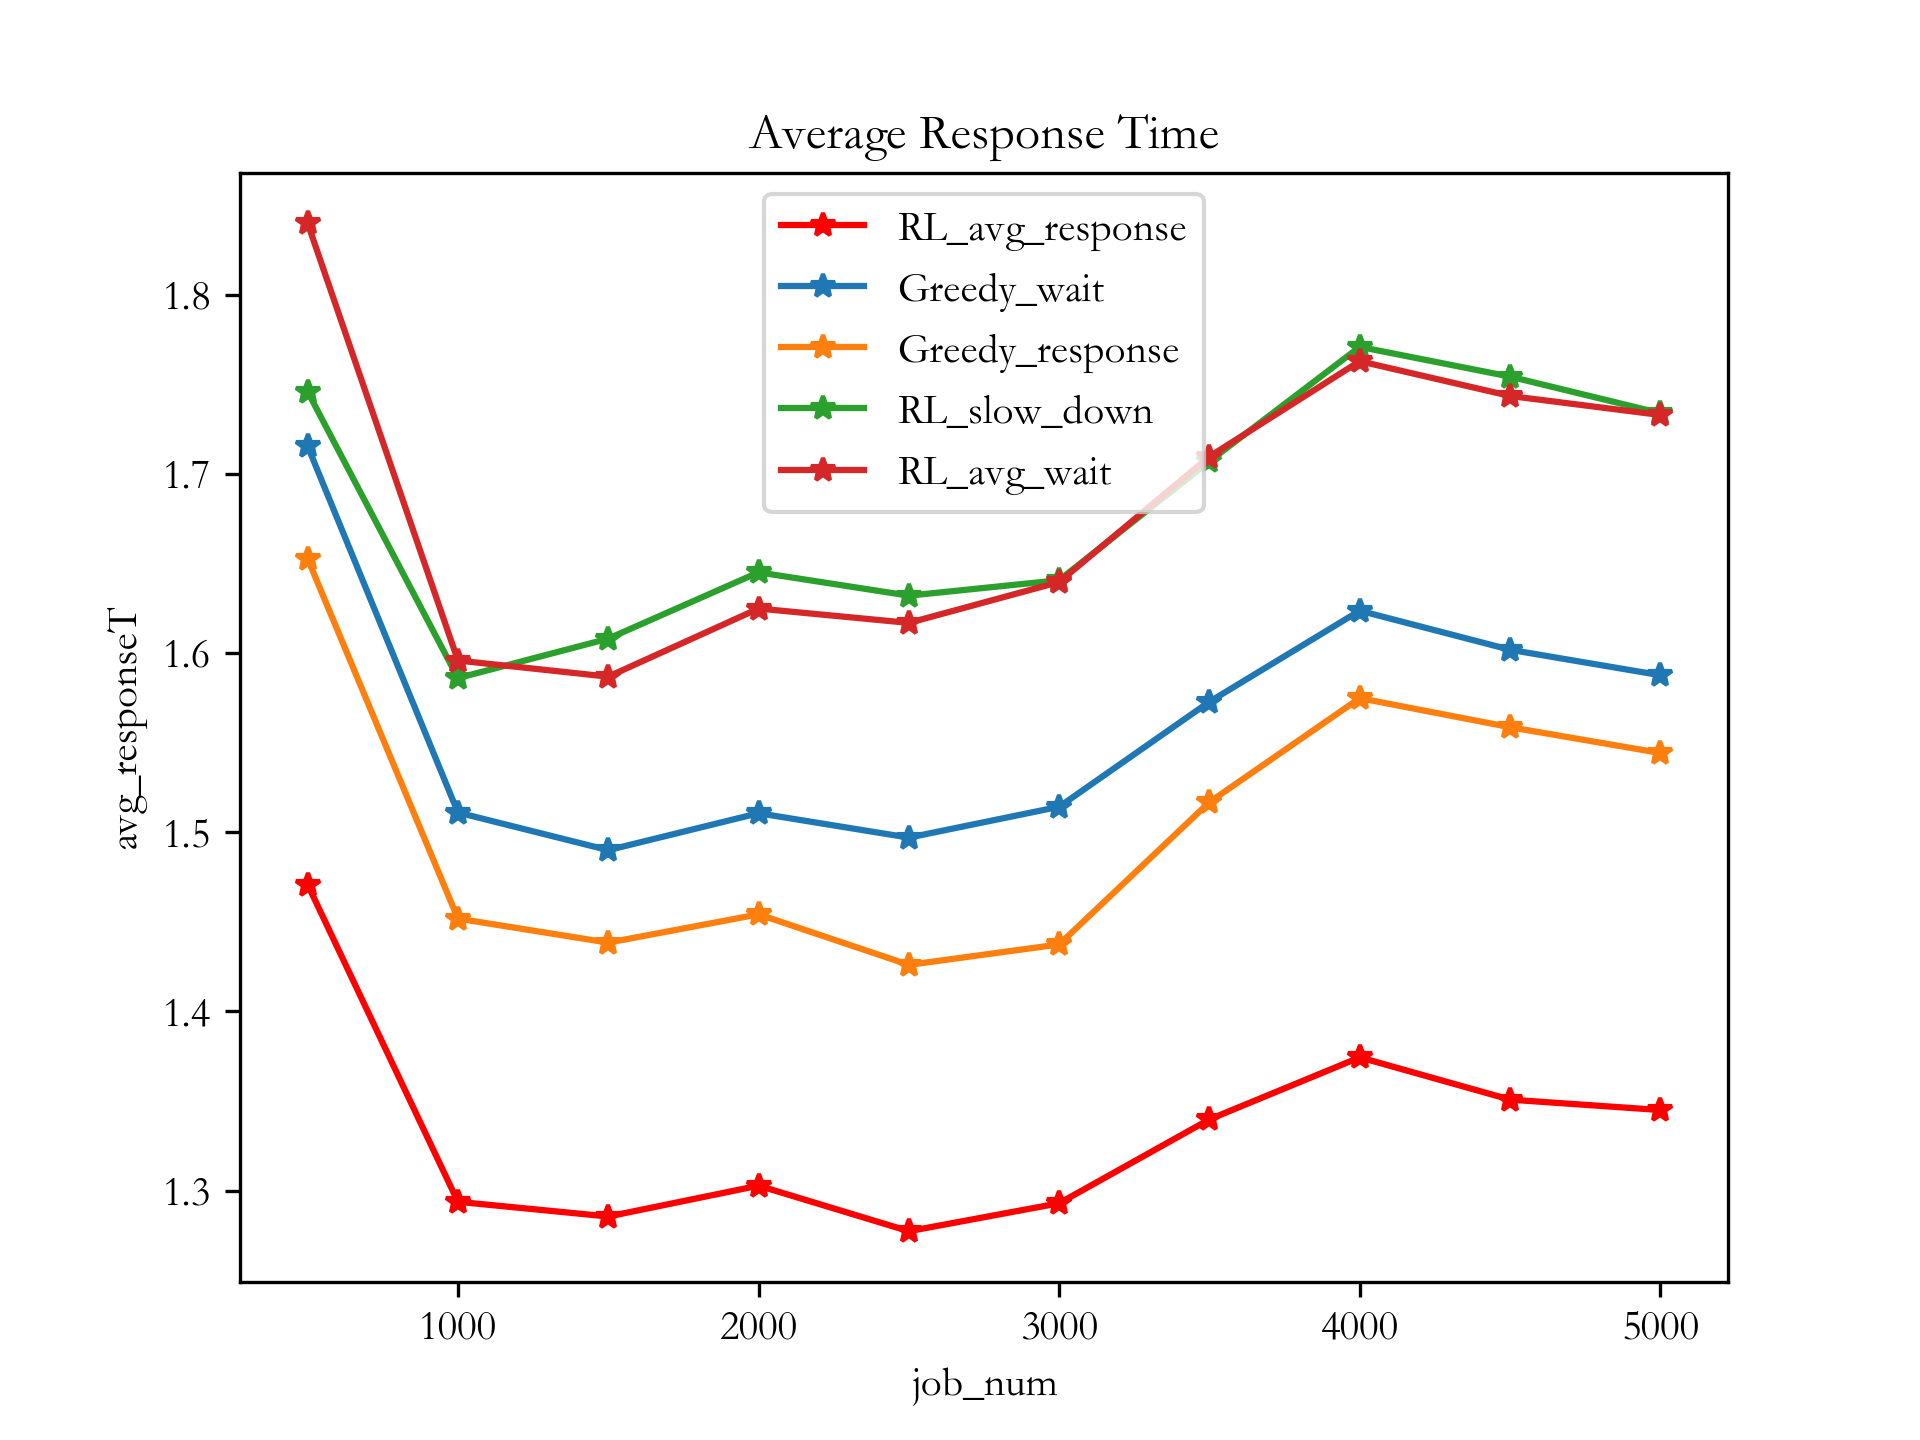 Average Response Time
RL_avg_response
Greedy_wait
Greedy_response
RL_slow_down
RL_avg_wait
avg_responseT
1.8
1.7
1.6
1.5
1.4
1.3
1000 2000 3000 4000 5000
job_num